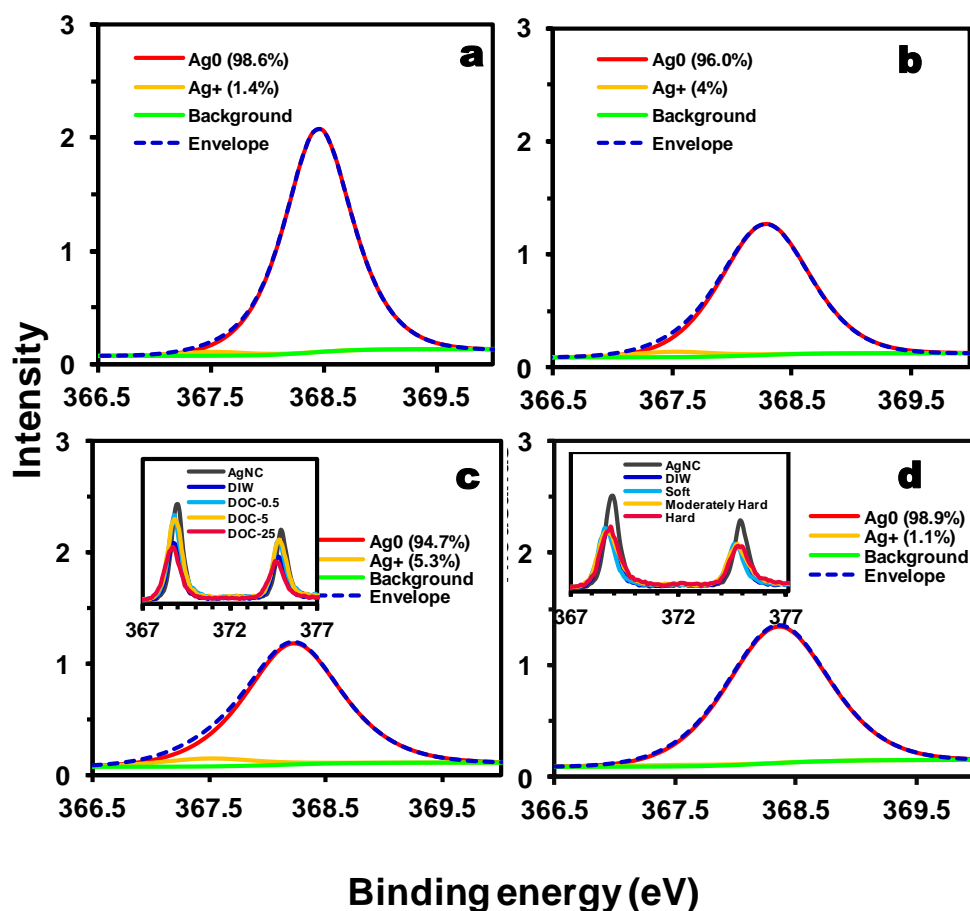 3
2
1
0
Ag0 (98.6%)
Ag+ (1.4%)
Background
Envelope
a
366.5 367.5 368.5 369.5
3
2
1
0
Ag0 (96.0%)
Ag+ (4%)
Background
Envelope
b
366.5 367.5 368.5 369.5
Intensity
3
2
1
0
AgNC
DIW
DOC-0.5
DOC-5
DOC-25
367 372 377
c
Ag0 (94.7%)
Ag+ (5.3%)
Background
Envelope
366.5 367.5 368.5 369.5
3
2
1
0
AgNC
DIW
Soft
Moderately Hard
Hard
367 372 377
d
Ag0 (98.9%)
Ag+ (1.1%)
Background
Envelope
366.5 367.5 368.5 369.5
Binding energy (eV)